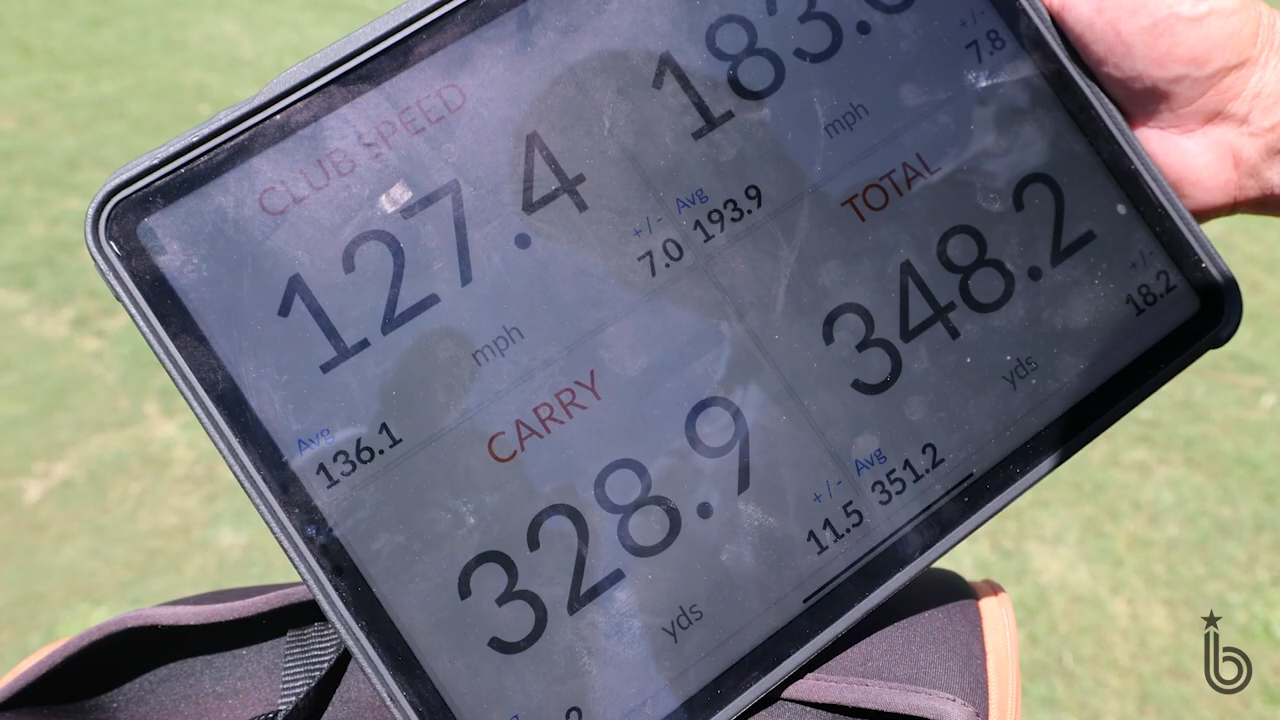 CLUB SPEED
127.4
mph
Avg
136.1
+/-
7.0
183.
mph
Avg
193.9
+/-
7.8
CARRY
328.9
yds
+/-
11.5
TOTAL
348.2
yds
Avg
351.2
+/-
18.2
b